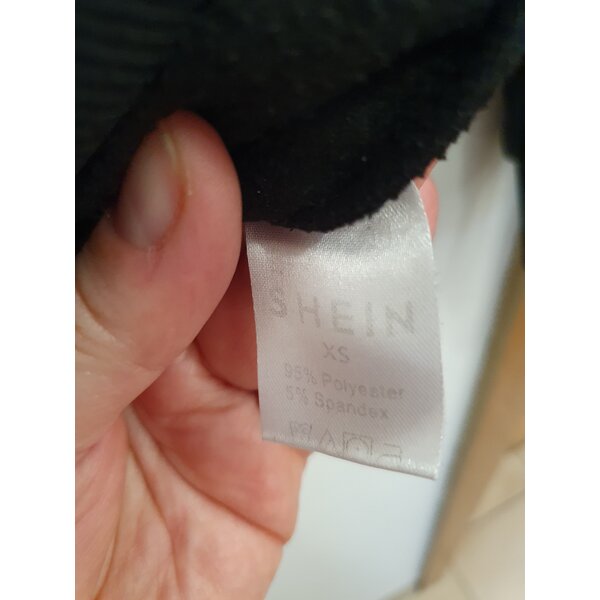 SHEIN
XS
95% Polyester
5% Spandex